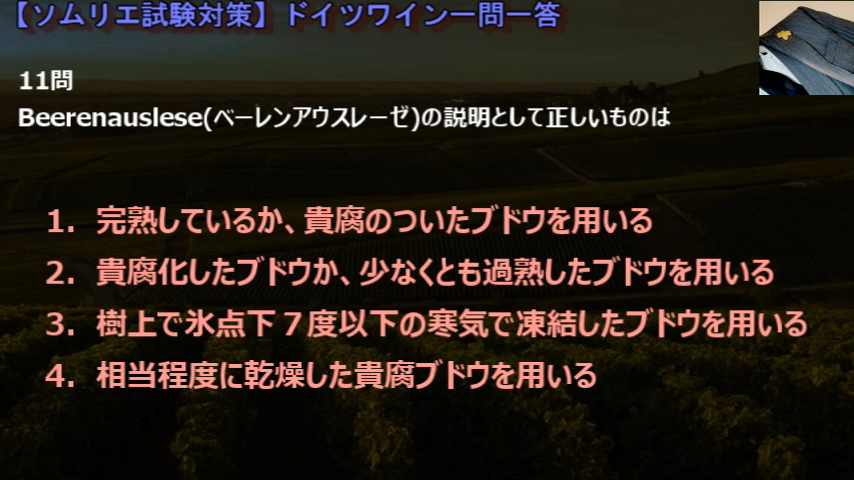 【ソムリエ試験対策】ドイツワイン一問一答
11問
Beerenauslese(ベーレンアウスレーゼ)の説明として正しいものは
1. 完熟しているか、貴腐のついたブドウを用いる
2. 貴腐化したブドウか、少なくとも過熟したブドウを用いる
3. 樹上で氷点下７度以下の寒気で凍結したブドウを用いる
4. 相当程度に乾燥した貴腐ブドウを用いる